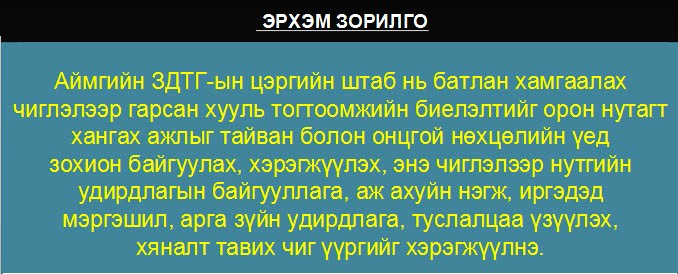 ЭРХЭМ ЗОРИЛГО
Аймгийн ЗДТГ-ын цэргийн штаб нь батлан хамгаалах
чиглэлээр гарсан хууль тогтоомжийн биелэлтийг орон нутагт
хангах ажлыг тайван болон онцгой нөхцөлийн үед
зохион байгуулах, хэрэгжүүлэх, энэ чиглэлээр нутгийн
удирдлагын байгууллага, аж ахуйн нэгж, иргэдэд
мэргэшил, арга зүйн удирдлага, туслалцаа үзүүлэх,
хяналт тавих чиг үүргийг хэрэгжүүлнэ.